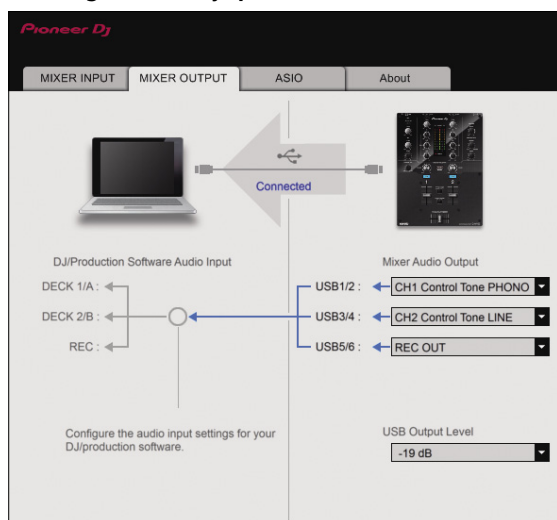 Pioneer Dj
MIXER INPUT
MIXER OUTPUT
ASIO
About
Connected
DJ/Production Software Audio Input
Mixer Audio Output
DECK 1/A :
USB1/2 :
CH1 Control Tone PHONO
DECK 2/B :
USB3/4 :
CH2 Control Tone LINE
REC :
USB5/6 :
REC OUT
Configure the audio input settings for your
DJ/production software.
USB Output Level
-19 dB